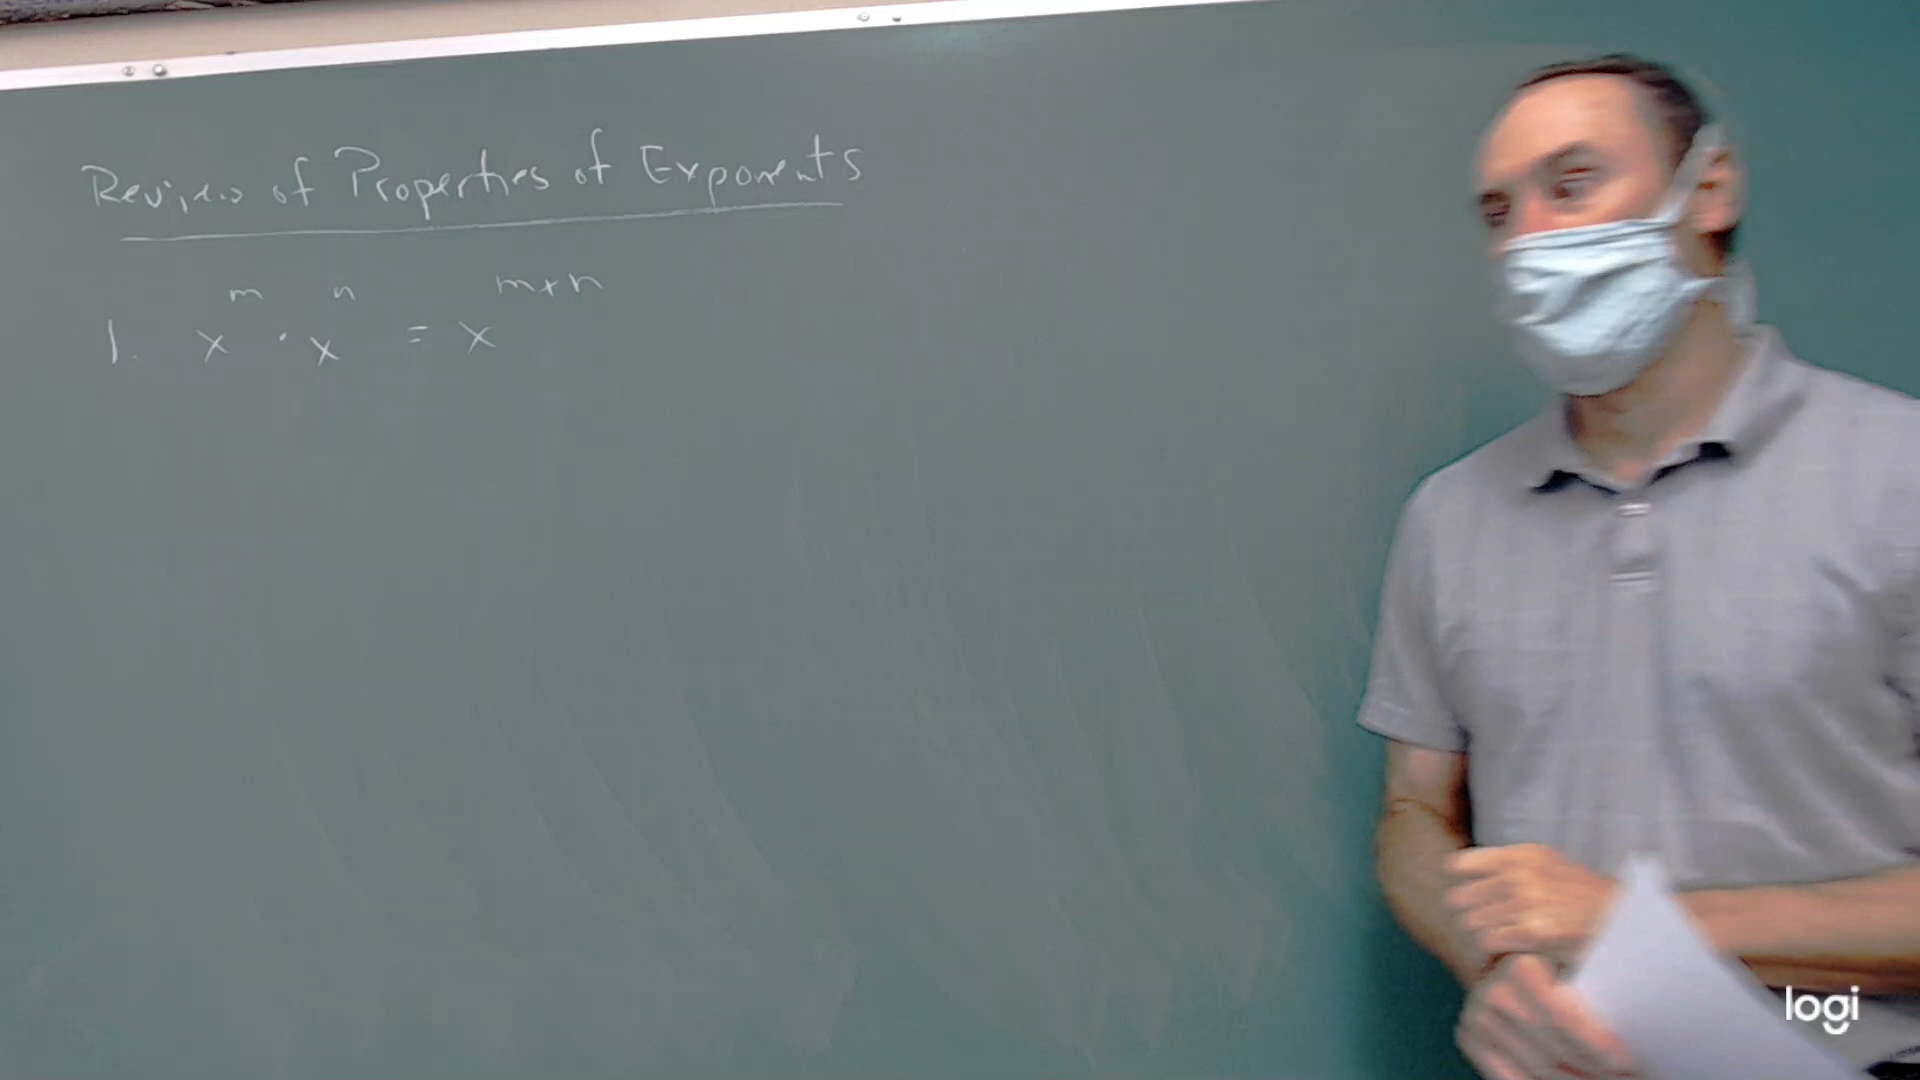 Review of Properties of Exponents
1. x^m · x^n = x^{m+n}
logi